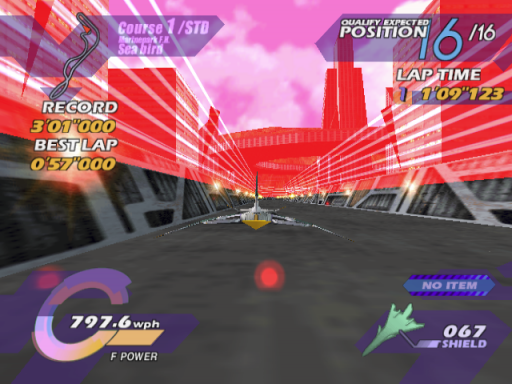 Course 1/STD
Sea bird
QUALIFY EXPECTED
POSITION 16/16
RECORD
3'01"000
BEST LAP
0'57"000
LAP TIME
1 1'09"123
797.6 wph
F POWER
NO ITEM
067
SHIELD